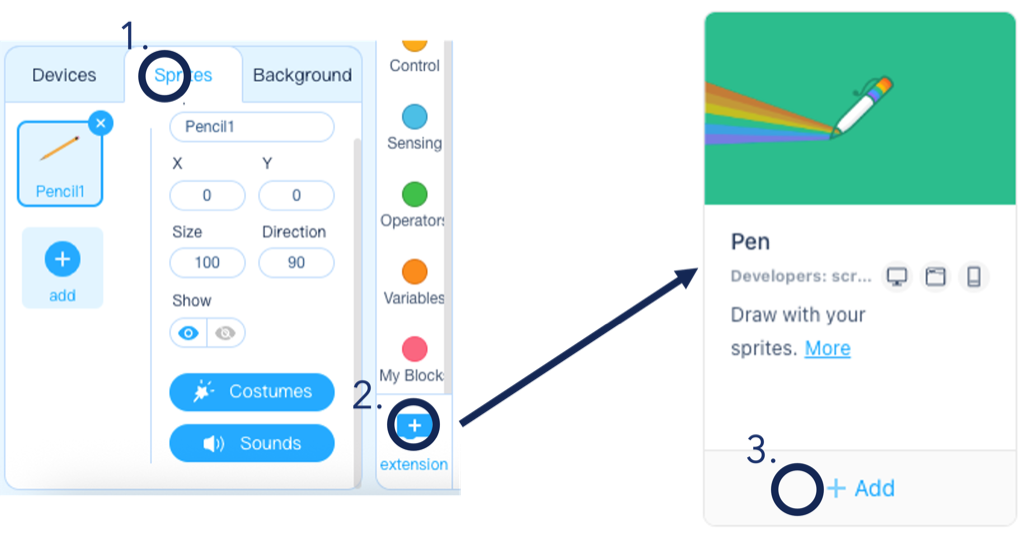 1.
Devices
Sprites
Background
Pencil1
add
Pencil1
X
Y
0
0
Size
Direction
100
90
Show
Costumes
Sounds
Control
Sensing
Operators
Variables
My Block
2.
extension
Pen
Developers: scr...
Draw with your
sprites. More
3.
+ Add